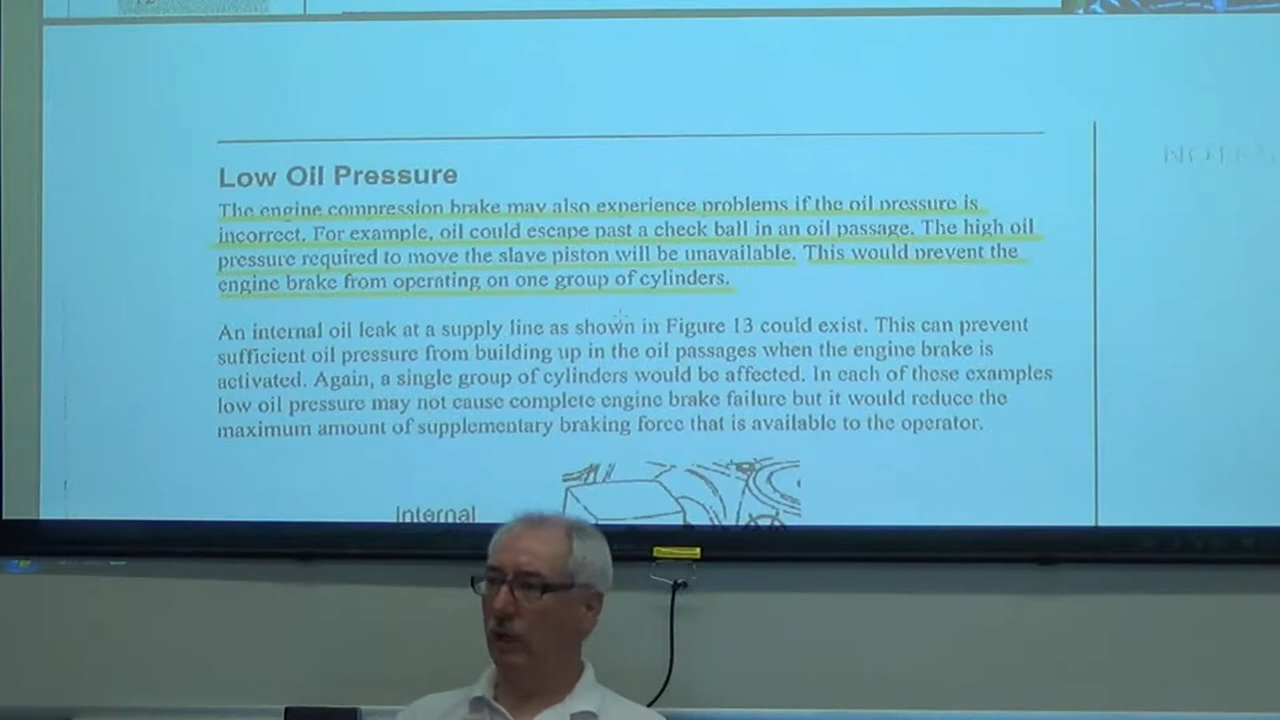 Low Oil Pressure
The engine compression brake may also experience problems if the oil pressure is
incorrect. For example, oil could escape past a check ball in an oil passage. The high oil
pressure required to move the slave piston will be unavailable. This would prevent the
engine brake from operating on one group of cylinders.
An internal oil leak at a supply line as shown in Figure 13 could exist. This can prevent
sufficient oil pressure from building up in the oil passages when the engine brake is
activated. Again, a single group of cylinders would be affected. In each of these examples
low oil pressure may not cause complete engine brake failure but it would reduce the
maximum amount of supplementary braking force that is available to the operator.
Internal
NOTES